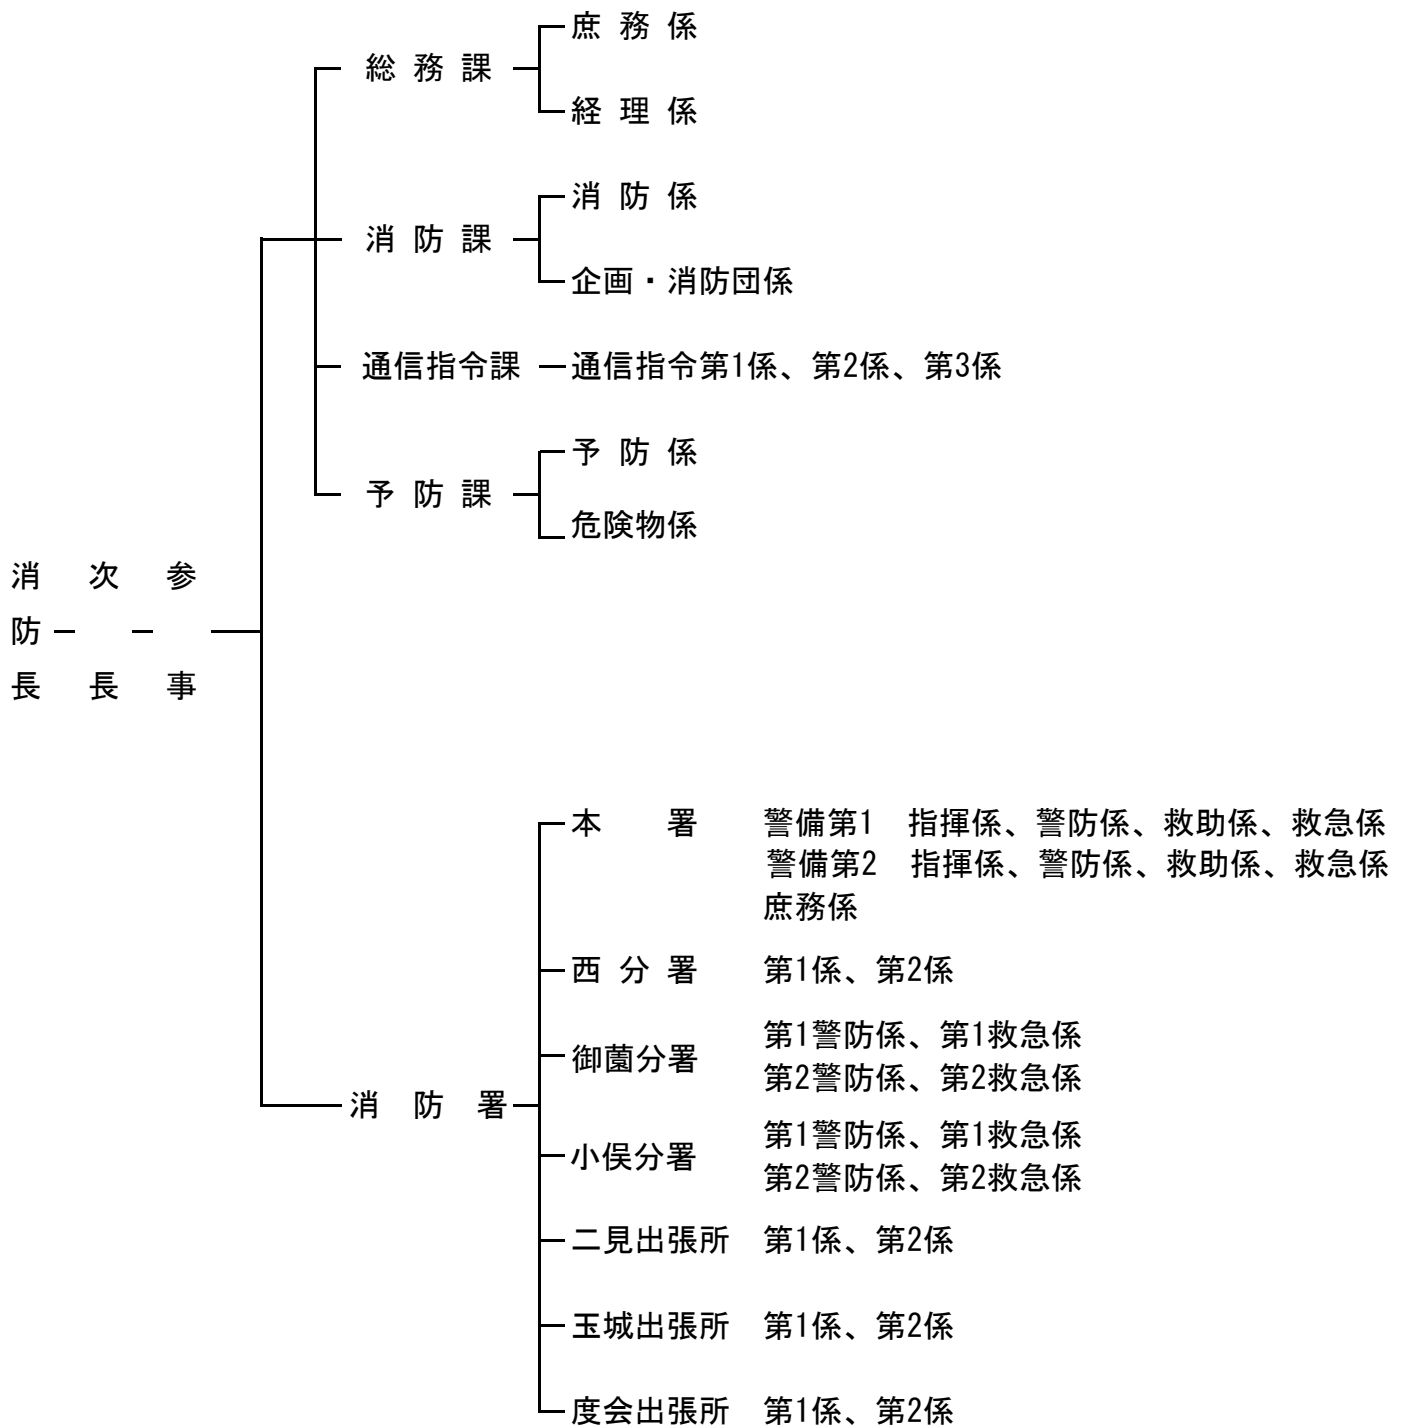 庶務係
総務課
経理係
消防係
消防課
企画・消防団係
通信指令課 通信指令第1係、第2係、第3係
予防係
予防課
危険物係
消防長
次長
参事
本署 警備第1 指揮係、警防係、救助係、救急係
警備第2 指揮係、警防係、救助係、救急係
庶務係
西分署 第1係、第2係
御薗分署 第1警防係、第1救急係
第2警防係、第2救急係
消防署
小俣分署 第1警防係、第1救急係
第2警防係、第2救急係
二見出張所 第1係、第2係
玉城出張所 第1係、第2係
度会出張所 第1係、第2係